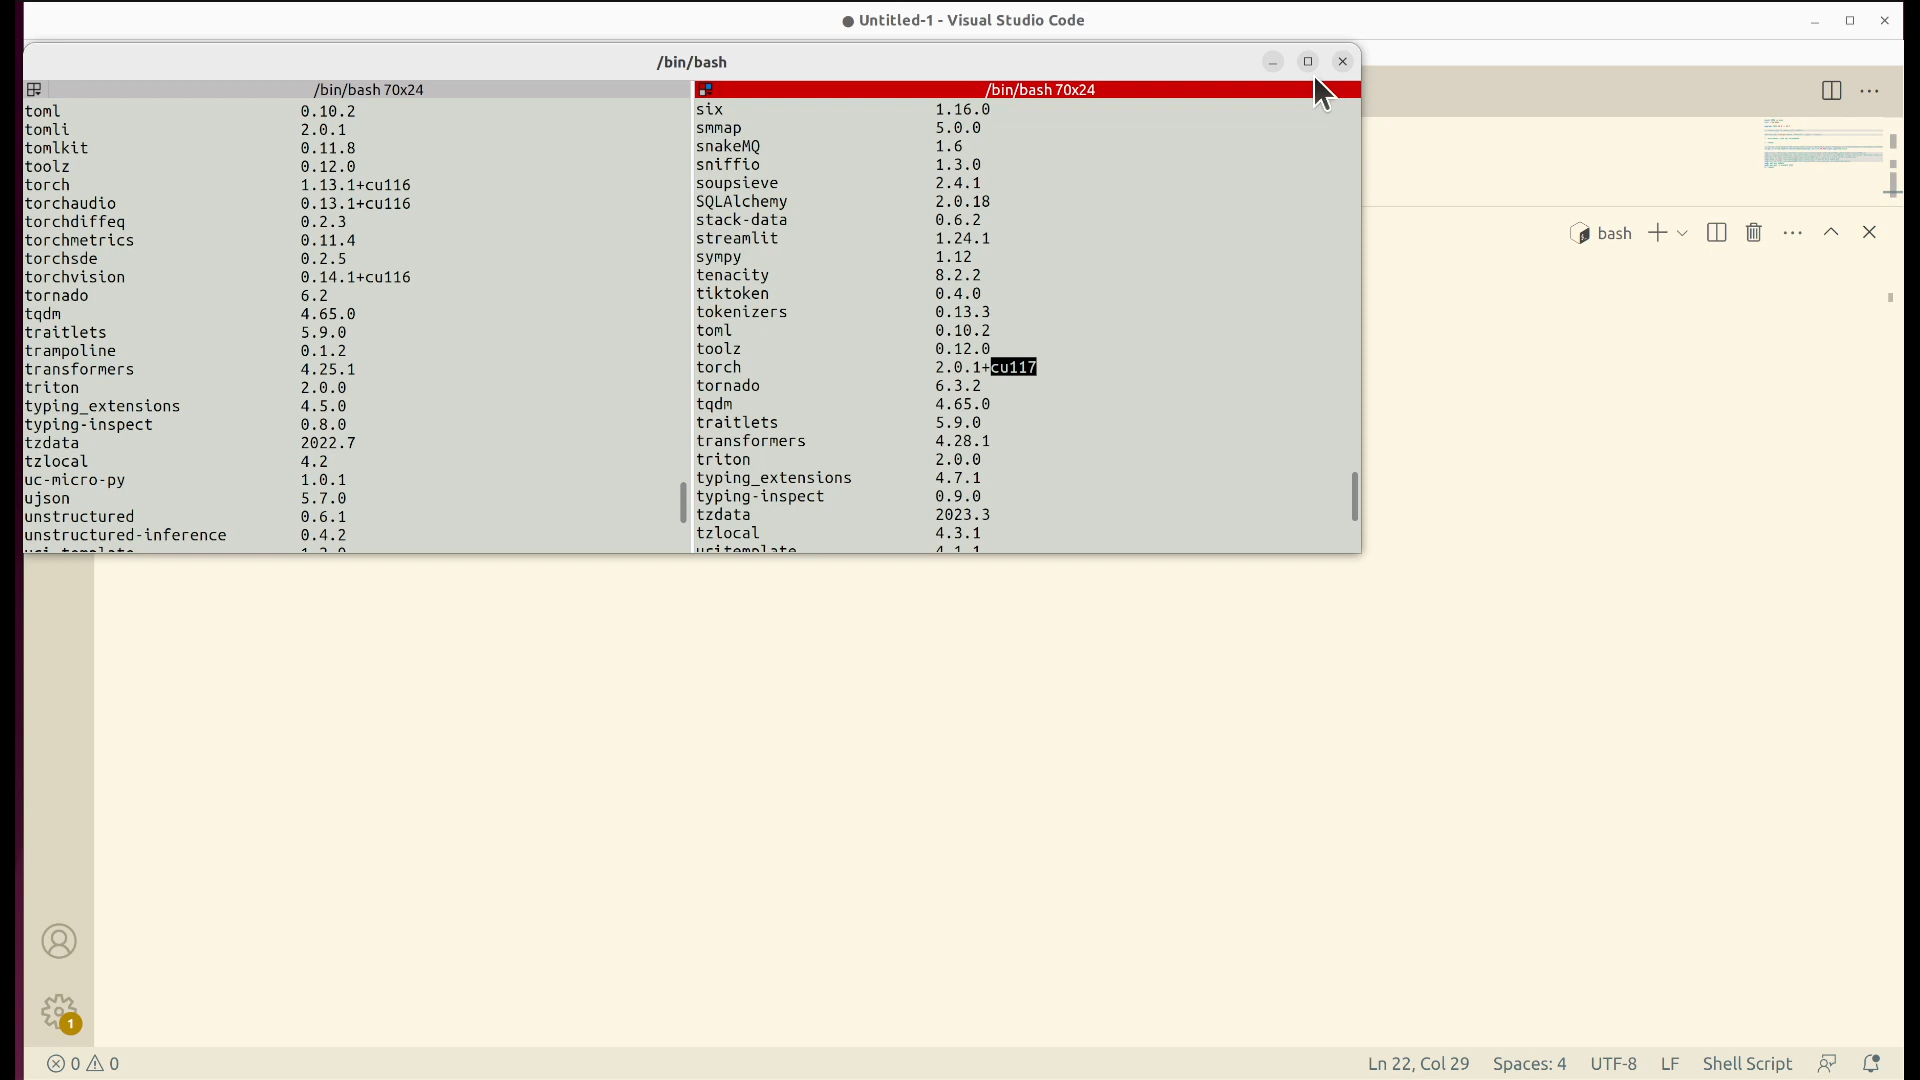 ● Untitled-1 - Visual Studio Code
/bin/bash
/bin/bash 70x24
toml 0.10.2
tomli 2.0.1
tomlkit 0.11.8
toolz 0.12.0
torch 1.13.1+cu116
torchaudio 0.13.1+cu116
torchdiffeq 0.2.3
torchmetrics 0.11.4
torchsde 0.2.5
torchvision 0.14.1+cu116
tornado 6.2
tqdm 4.65.0
traitlets 5.9.0
trampoline 0.1.2
transformers 4.25.1
triton 2.0.0
typing_extensions 4.5.0
typing-inspect 0.8.0
tzdata 2022.7
tzlocal 4.2
uc-micro-py 1.0.1
ujson 5.7.0
unstructured 0.6.1
unstructured-inference 0.4.2
/bin/bash 70x24
six 1.16.0
smmap 5.0.0
snakeMQ 1.6
sniffio 1.3.0
soupsieve 2.4.1
SQLAlchemy 2.0.18
stack-data 0.6.2
streamlit 1.24.1
sympy 1.12
tenacity 8.2.2
tiktoken 0.4.0
tokenizers 0.13.3
toml 0.10.2
toolz 0.12.0
torch 2.0.1+cu117
tornado 6.3.2
tqdm 4.65.0
traitlets 5.9.0
transformers 4.28.1
triton 2.0.0
typing_extensions 4.7.1
typing-inspect 0.9.0
tzdata 2023.3
tzlocal 4.3.1
bash
1
0 0
Ln 22, Col 29 Spaces: 4 UTF-8 LF Shell Script